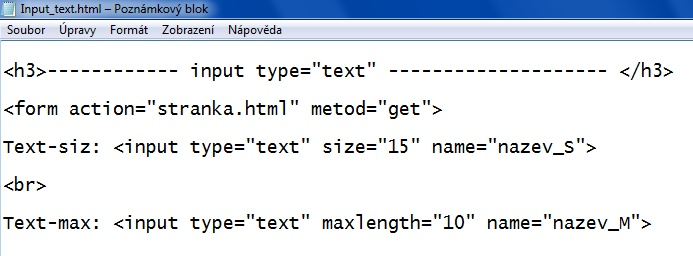 Input_text.html – Poznámkový blok
Soubor Úpravy Formát Zobrazení Nápověda
<h3>------------ input type="text" -------------------- </h3>
<form action="stranka.html" metod="get">
Text-siz: <input type="text" size="15" name="nazev_S">
<br>
Text-max: <input type="text" maxlength="10" name="nazev_M">